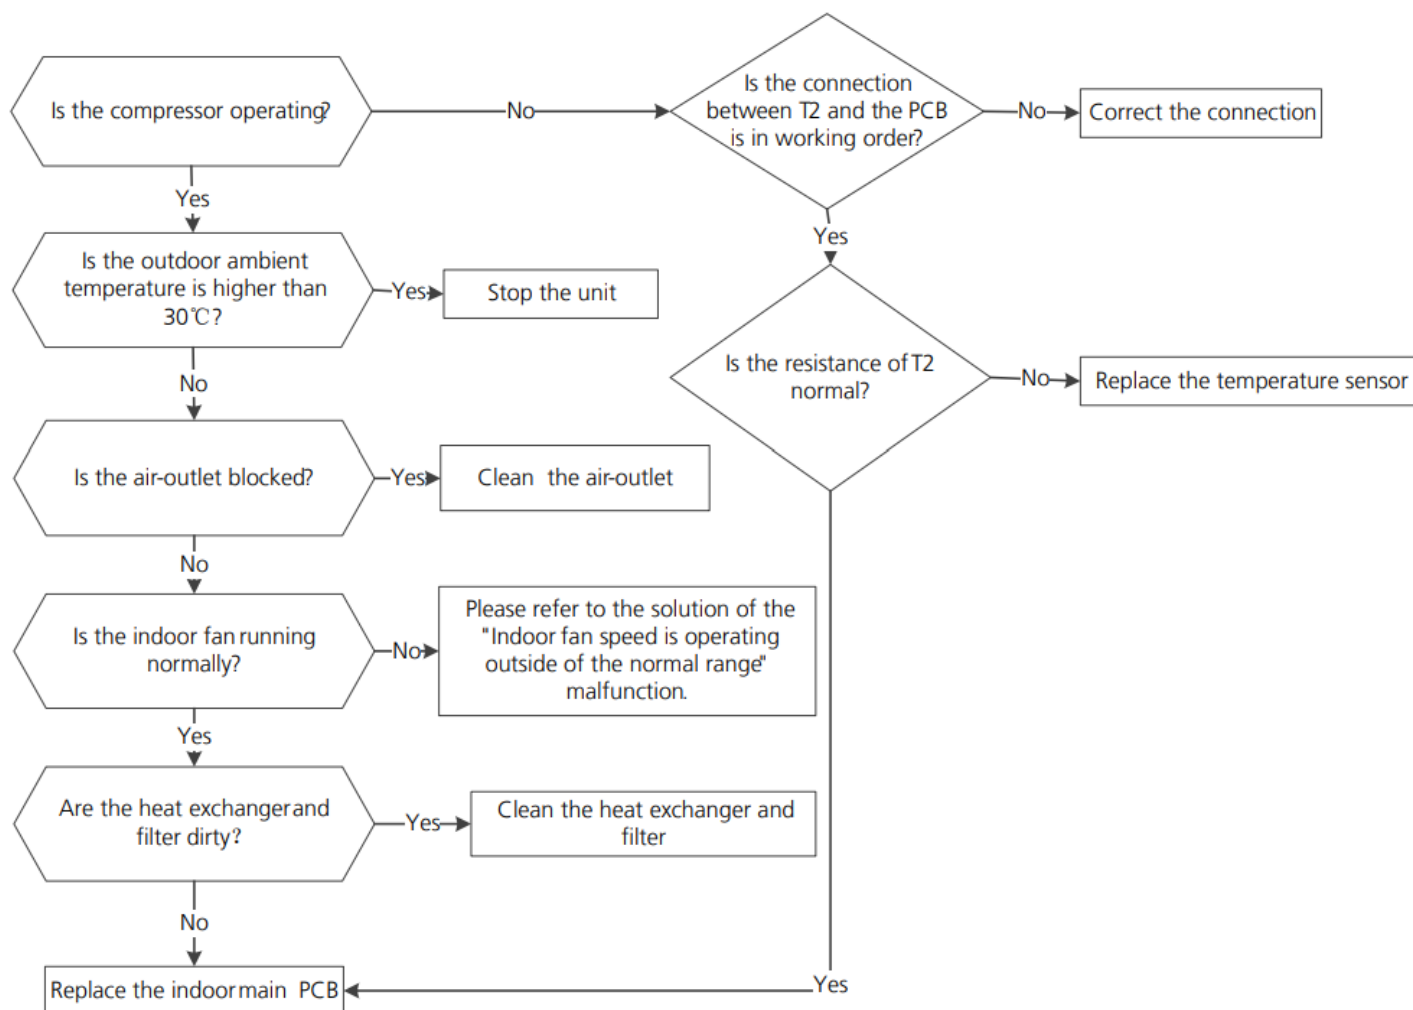 Is the compressor operating?
No
Is the connection
between T2 and the PCB
is in working order?
No
Correct the connection
Yes
Yes
Is the outdoor ambient
temperature is higher than
30℃?
Yes
Stop the unit
No
Is the resistance of T2
normal?
No
Replace the temperature sensor
Is the air-outlet blocked?
Yes
Clean the air-outlet
No
Is the indoor fan running
normally?
No
Please refer to the solution of the
"Indoor fan speed is operating
outside of the normal range"
malfunction.
Yes
Are the heat exchanger and
filter dirty?
Yes
Clean the heat exchanger and
filter
No
Replace the indoor main PCB
Yes